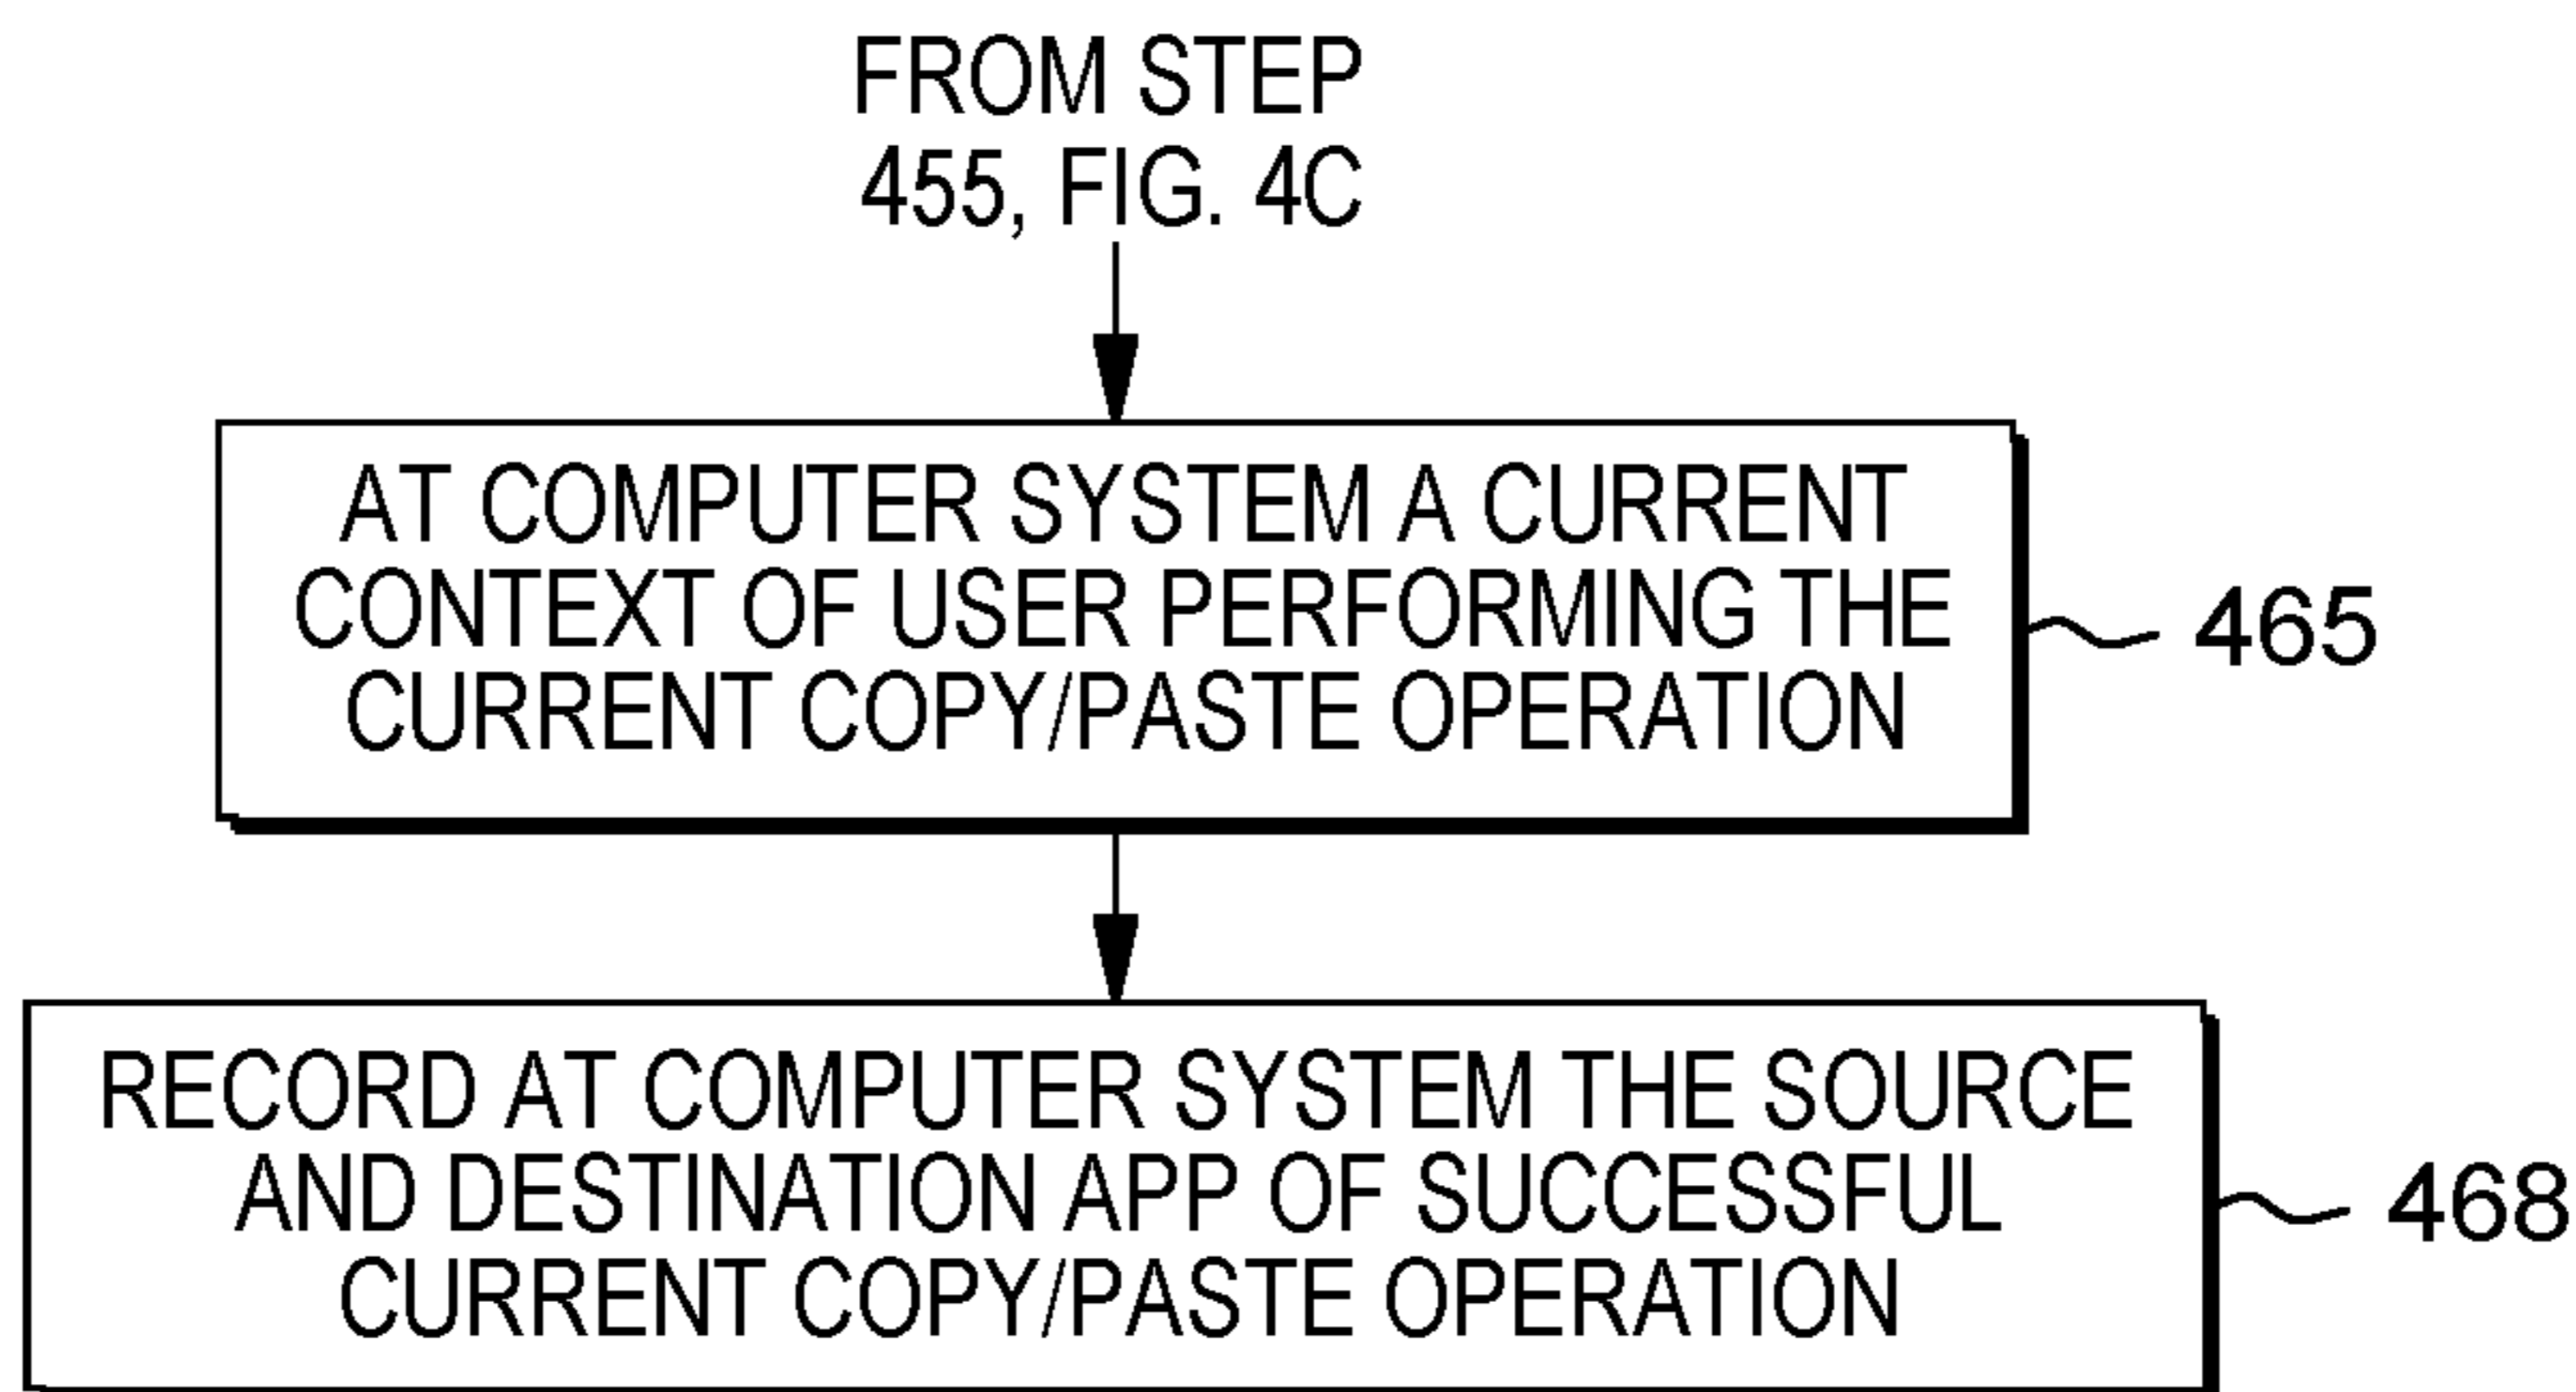 FROM STEP
455, FIG. 4C
AT COMPUTER SYSTEM A CURRENT
CONTEXT OF USER PERFORMING THE
CURRENT COPY/PASTE OPERATION
465
RECORD AT COMPUTER SYSTEM THE SOURCE
AND DESTINATION APP OF SUCCESSFUL
CURRENT COPY/PASTE OPERATION
468